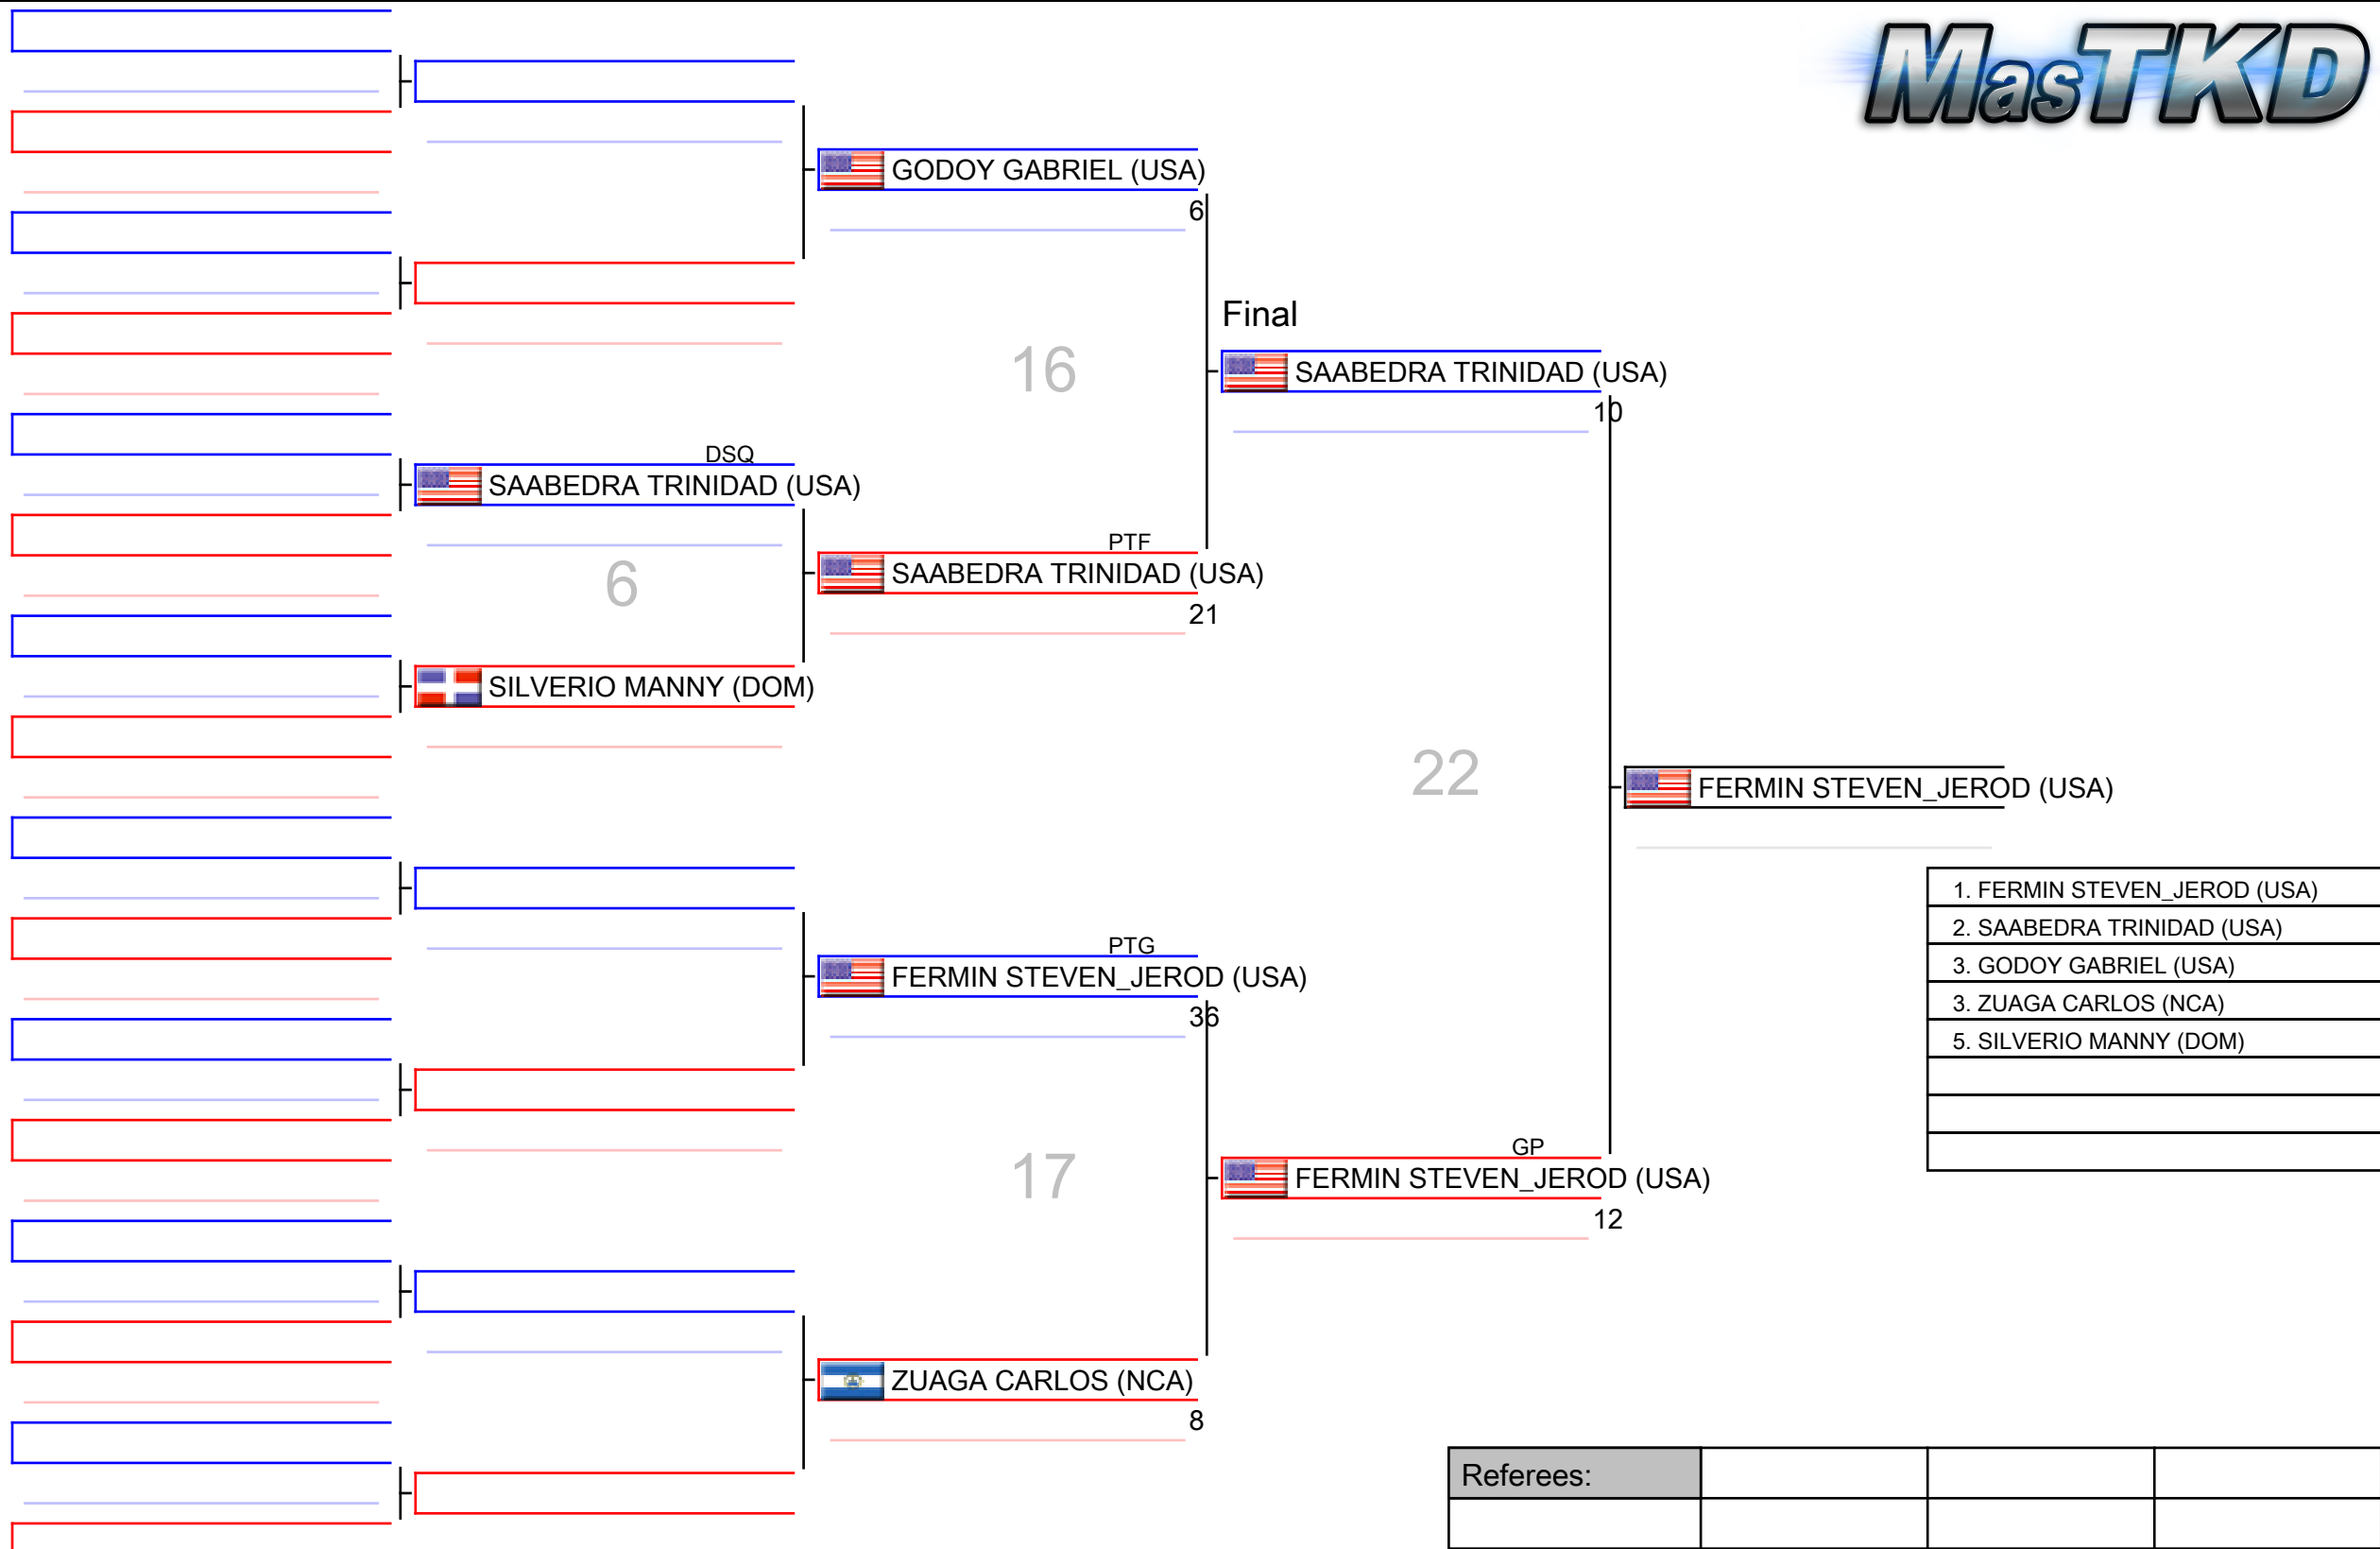 MasTKD
GODOY GABRIEL (USA)
6
Final
16
SAABEDRA TRINIDAD (USA)
10
DSQ
SAABEDRA TRINIDAD (USA)
PTF
6
SAABEDRA TRINIDAD (USA)
21
SILVERIO MANNY (DOM)
22
FERMIN STEVEN_JEROD (USA)
1. FERMIN STEVEN_JEROD (USA)
2. SAABEDRA TRINIDAD (USA)
3. GODOY GABRIEL (USA)
3. ZUAGA CARLOS (NCA)
5. SILVERIO MANNY (DOM)
PTG
FERMIN STEVEN_JEROD (USA)
36
17
GP
FERMIN STEVEN_JEROD (USA)
12
ZUAGA CARLOS (NCA)
8
Referees: